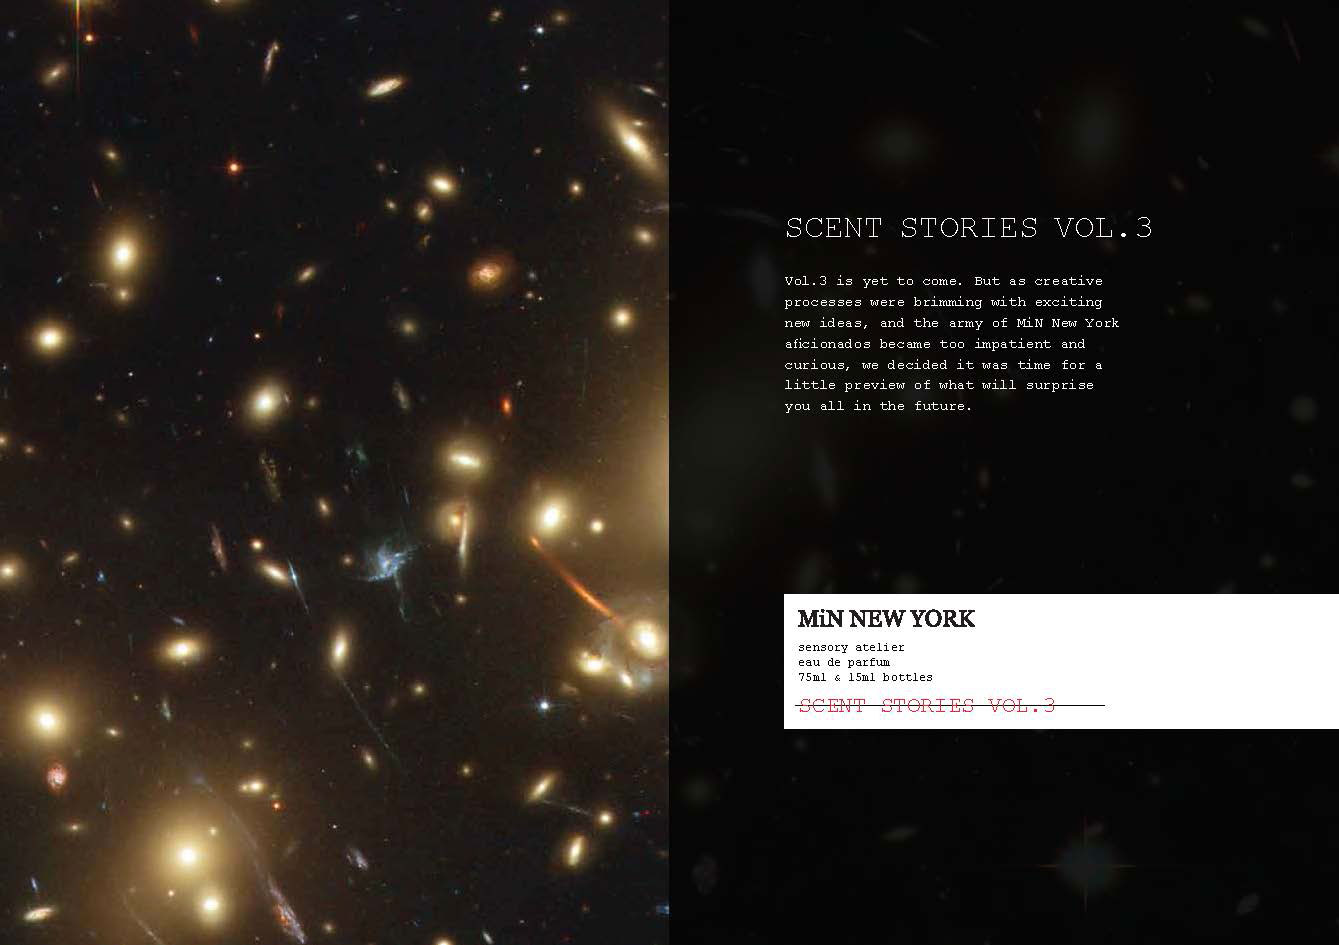 SCENT STORIES VOL.3
Vol.3 is yet to come. But as creative
processes were brimming with exciting
new ideas, and the army of MiN New York
aficionados became too impatient and
curious, we decided it was time for a
little preview of what will surprise
you all in the future.
MiN NEW YORK
sensory atelier
eau de parfum
75ml & 15ml bottles
SCENT STORIES VOL.3